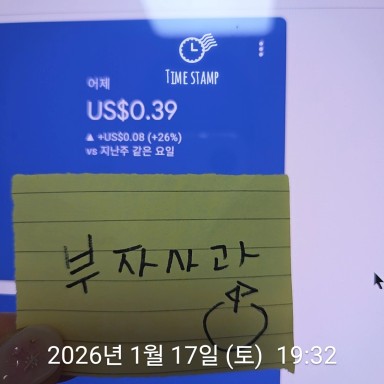 TIME STAMP
어제
US$0.39
▲ +US$0.08 (+26%)
vs 지난주 같은 요일
부자사과
2026년 1월 17일 (토) 19:32